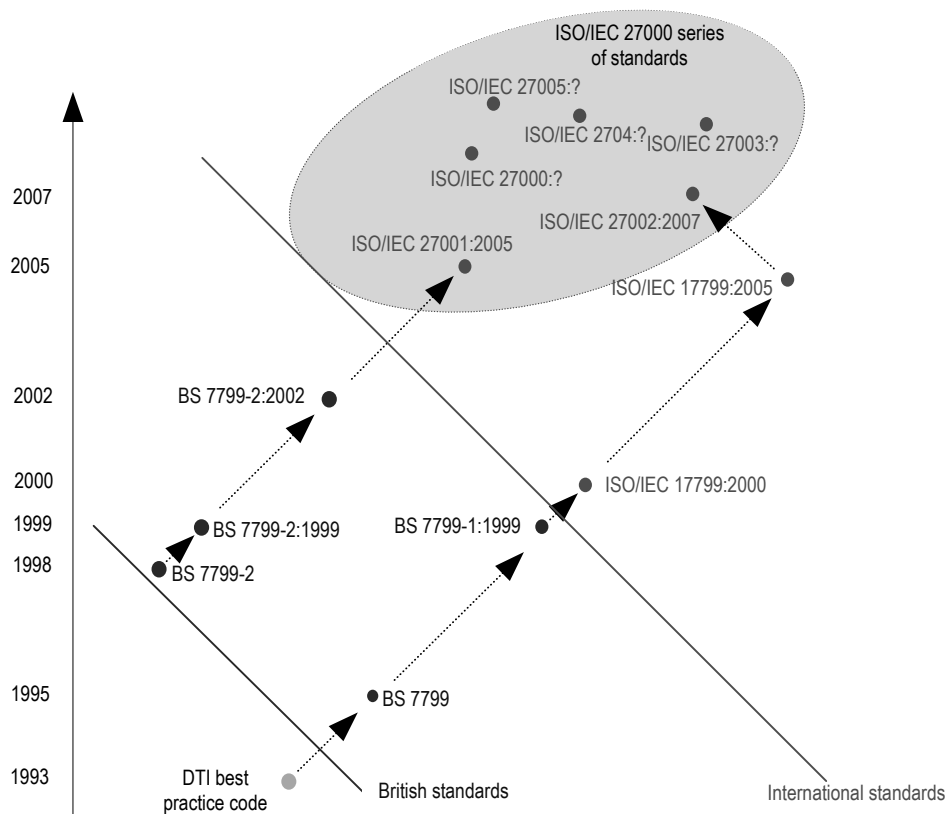 ISO/IEC 27000 series
of standards
ISO/IEC 27005:?
ISO/IEC 2704:?
ISO/IEC 27003:?
ISO/IEC 27000:?
2007
ISO/IEC 27002:2007
ISO/IEC 27001:2005
2005
ISO/IEC 17799:2005
2002
BS 7799-2:2002
2000
ISO/IEC 17799:2000
1999
BS 7799-2:1999
BS 7799-1:1999
1998
BS 7799-2
1995
BS 7799
1993
DTI best
practice code
British standards
International standards